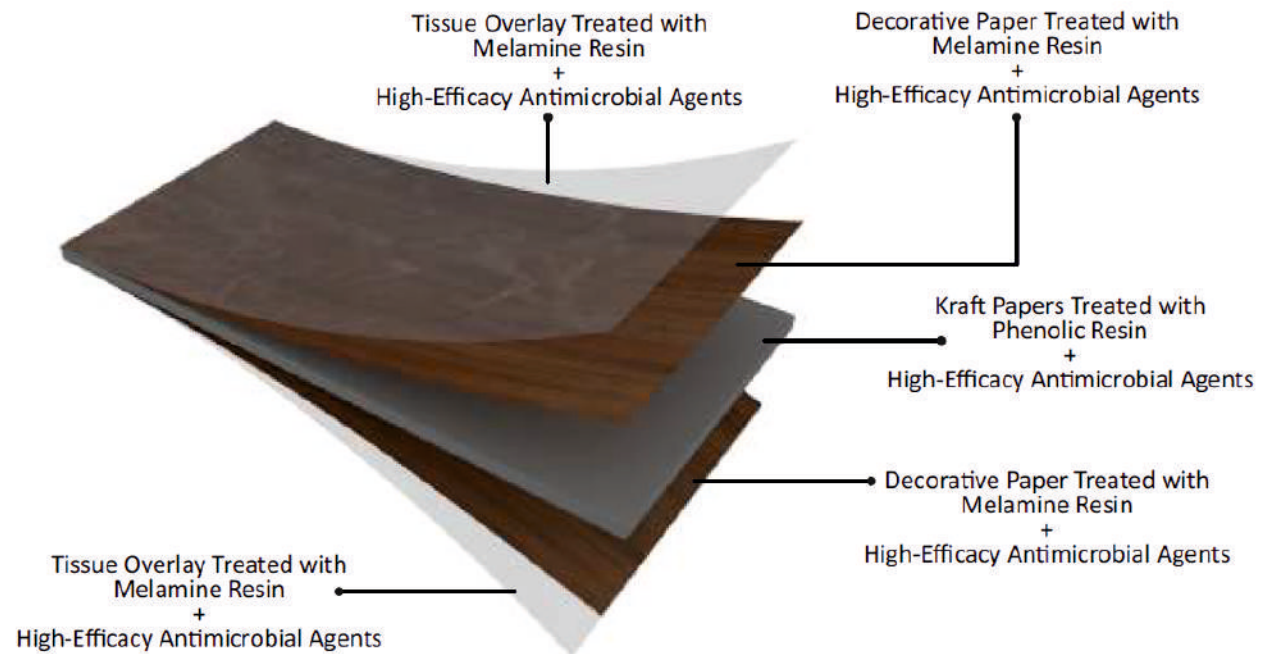 Tissue Overlay Treated with
Melamine Resin
+
High-Efficacy Antimicrobial Agents
Decorative Paper Treated with
Melamine Resin
+
High-Efficacy Antimicrobial Agents
Kraft Papers Treated with
Phenolic Resin
+
High-Efficacy Antimicrobial Agents
Decorative Paper Treated with
Melamine Resin
+
High-Efficacy Antimicrobial Agents
Tissue Overlay Treated with
Melamine Resin
+
High-Efficacy Antimicrobial Agents